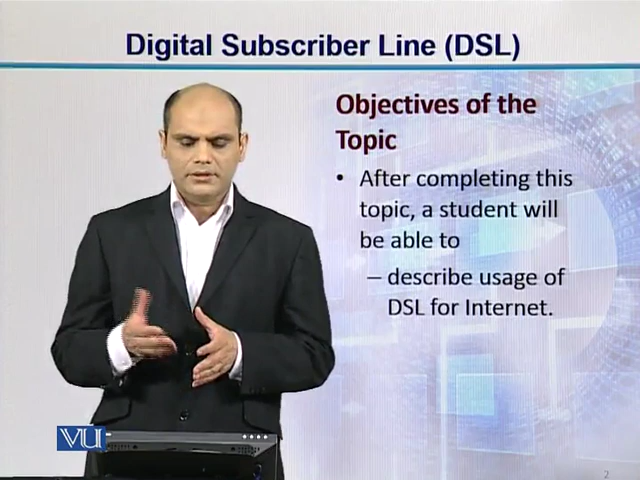 Digital Subscriber Line (DSL)
Objectives of the
Topic
• After completing this
topic, a student will
be able to
– describe usage of
DSL for Internet.
VU
2